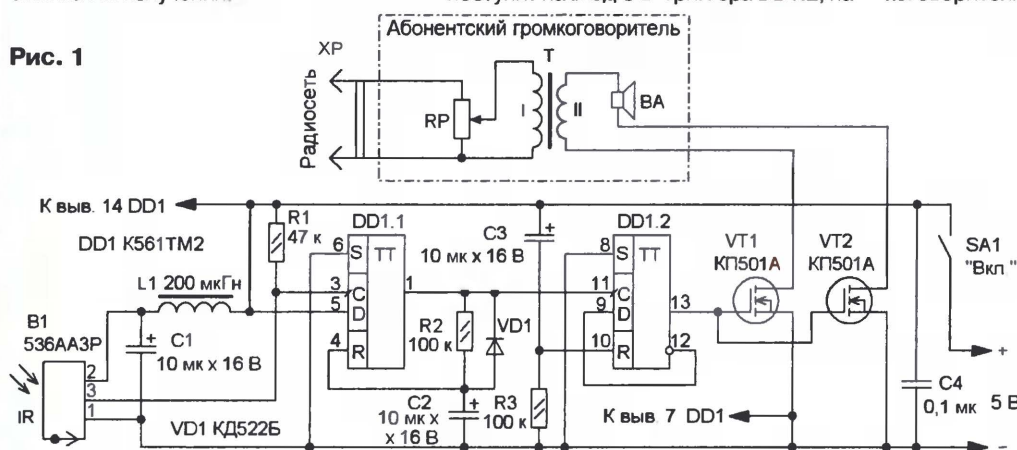 Абонентский громкоговоритель
Рис. 1
ХР
Радиосеть
RP
T
I
II
BA
К выв. 14 DD1
DD1 К561ТМ2
R1
47 к
DD1.1
C3
10 мк х 16 В
DD1.2
VT1
КП501А
VT2
КП501А
SA1
"Вкл."
L1 200 мкГн
B1
536АА3Р
C1
10 мк х 16 В
2
3
1
IR
VD1 КД522Б
6
S
TT
3
C
5
D
4
R
1
R2
100 к
VD1
C2
10 мк х
х 16 В
R3
100 к
8
S
TT
11
C
9
D
10
R
13
12
К выв. 7 DD1
C4
0,1 мк
+
5 В
–